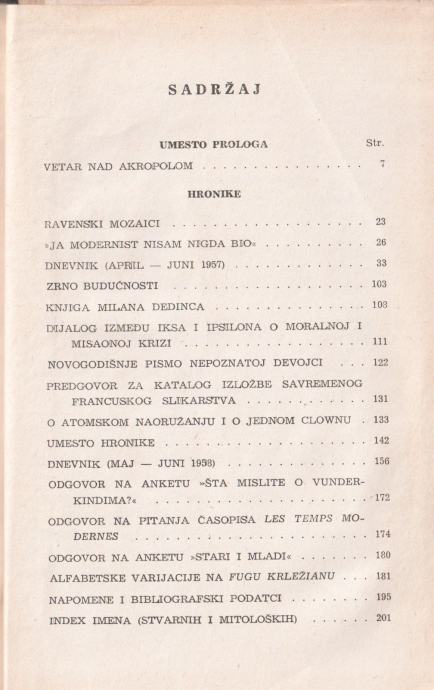 SADRŽAJ
UMESTO PROLOGA Str.
VETAR NAD AKROPOLOM . . . . . . . . . . . . . . . . 7
HRONIKE
RAVENSKI MOZAICI . . . . . . . . . . . . . . . . . . . 23
»JA MODERNIST NISAM NIGDA BIO« . . . . . . . . . . 26
DNEVNIK (APRIL — JUNI 1957) . . . . . . . . . . . . . 33
ZRNO BUDUĆNOSTI . . . . . . . . . . . . . . . . . . . 103
KNJIGA MILANA DEDINCA . . . . . . . . . . . . . . . . 108
DIJALOG IZMEĐU IKSA I IPSILONA O MORALNOJ I
MISAONOJ KRIZI . . . . . . . . . . . . . . . . . . 111
NOVOGODIŠNJE PISMO NEPOZNATOJ DEVOJCI . . . 122
PREDGOVOR ZA KATALOG IZLOŽBE SAVREMENOG
FRANCUSKOG SLIKARSTVA . . . . . . . . . . . . 131
O ATOMSKOM NAORUŽANJU I O JEDNOM CLOWNU . 133
UMESTO HRONIKE . . . . . . . . . . . . . . . . . . . . 142
DNEVNIK (MAJ — JUNI 1958) . . . . . . . . . . . . . . 156
ODGOVOR NA ANKETU »ŠTA MISLITE O VUNDER-
KINDIMA?« . . . . . . . . . . . . . . . . . . . . . 172
ODGOVOR NA PITANJA ČASOPISA LES TEMPS MO-
DERNES . . . . . . . . . . . . . . . . . . . . . . . 174
ODGOVOR NA ANKETU »STARI I MLADI« . . . . . . . 180
ALFABETSKE VARIJACIJE NA FUGU KRLEŽIANU . . . 181
NAPOMENE I BIBLIOGRAFSKI PODATCI . . . . . . . . 195
INDEX IMENA (STVARNIH I MITOLOŠKIH) . . . . . . 201